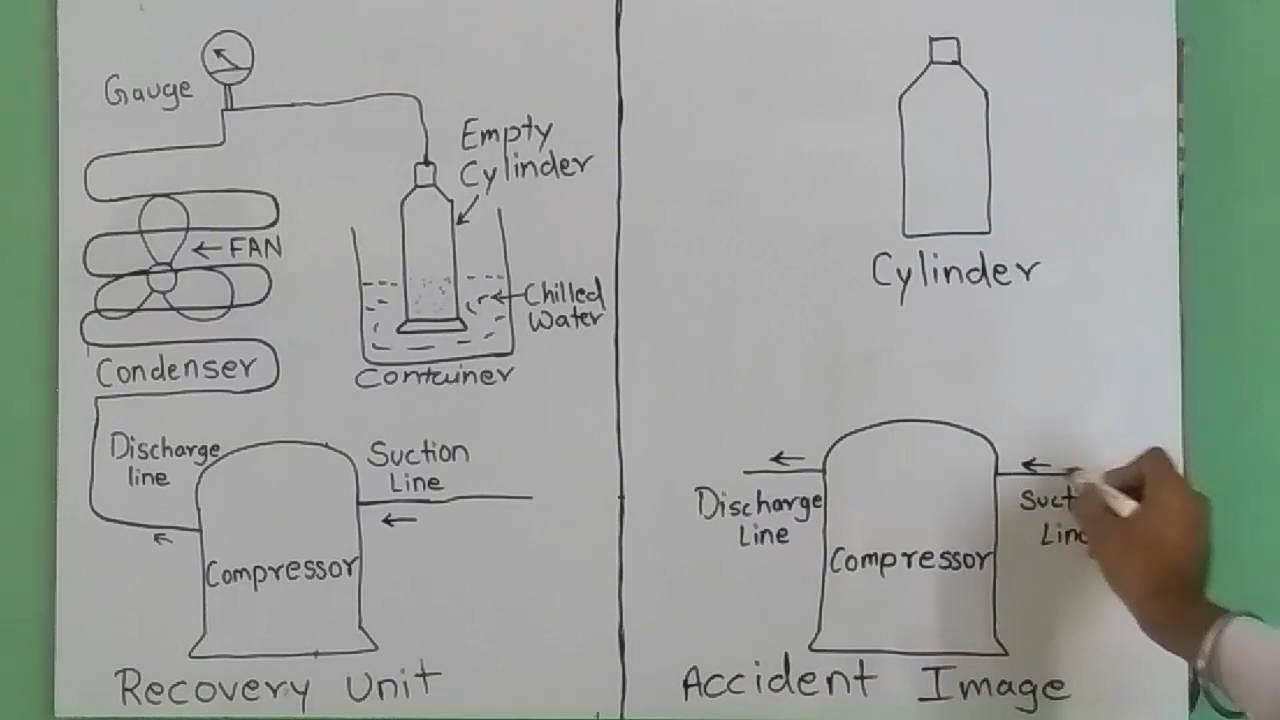 Gauge
Empty
Cylinder
FAN
Chilled
Water
Condenser
Container
Discharge
line
Suction
Line
Compressor
Recovery Unit
Cylinder
Discharge
Line
Compressor
Accident Image